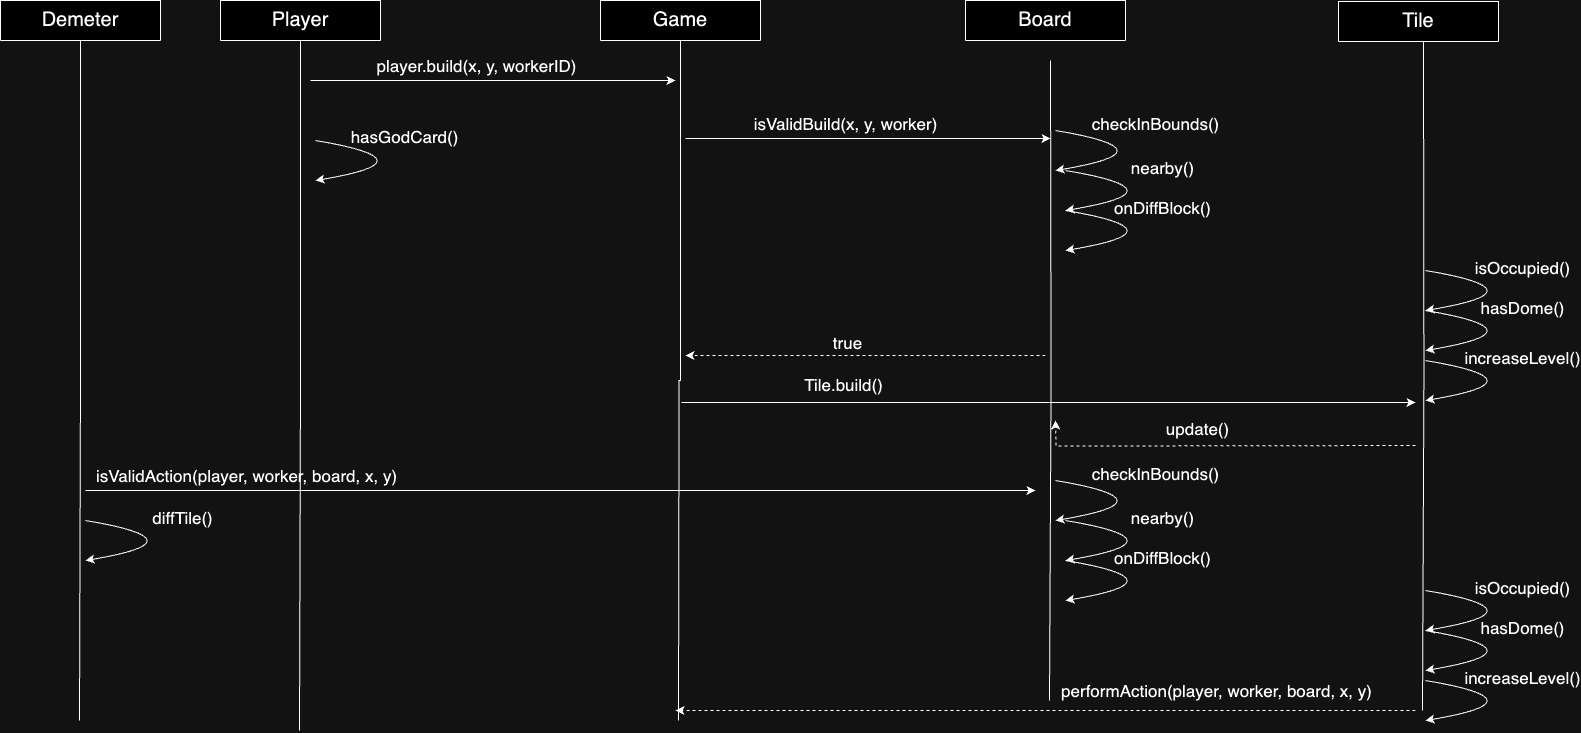 Demeter
Player
Game
Board
Tile
player.build(x, y, workerID)
isValidBuild(x, y, worker)
checkInBounds()
hasGodCard()
nearby()
onDiffBlock()
isOccupied()
hasDome()
true
increaseLevel()
Tile.build()
update()
isValidAction(player, worker, board, x, y)
checkInBounds()
diffTile()
nearby()
onDiffBlock()
isOccupied()
hasDome()
increaseLevel()
performAction(player, worker, board, x, y)